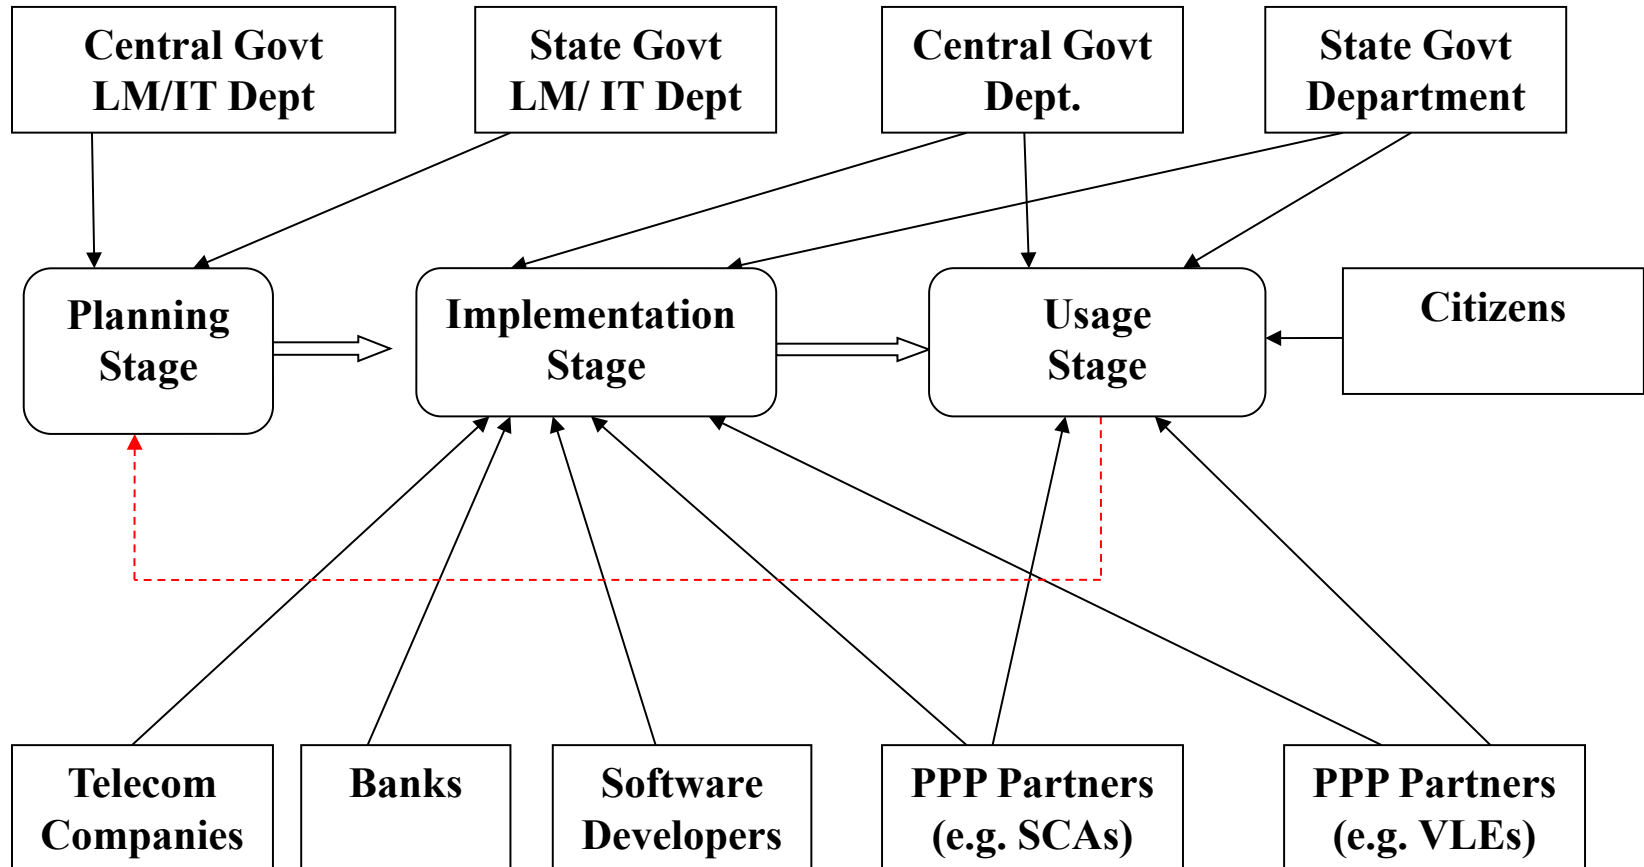 Central Govt
LM/IT Dept
State Govt
LM/ IT Dept
Central Govt
Dept.
State Govt
Department
Planning
Stage
Implementation
Stage
Usage
Stage
Citizens
Telecom
Companies
Banks
Software
Developers
PPP Partners
(e.g. SCAs)
PPP Partners
(e.g. VLEs)